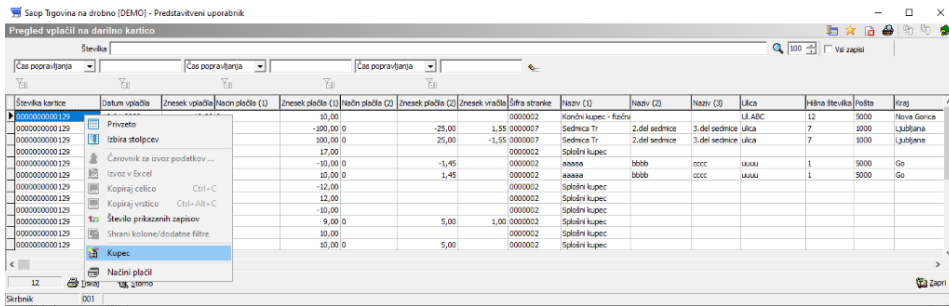 Saop Trgovina na drobno [DEMO] - Predstavitveni uporabnik
Pregled vplačil na darilno kartico
Številka 100 Vsi zapisi
Čas popravljanja Čas popravljanja Čas popravljanja
Številka kartice Datum vplačila Znesek vplačila Način plačila (1) Znesek plačila (1) Način plačila (2) Znesek plačila (2) Znesek vračila Šifra stranke Naziv (1) Naziv (2) Naziv (3) Ulica Hišna številka Pošta Kraj
0000000000129 10,00 0000002 Končni kupec - fizična UL ABC 12 5000 Nova Gorica
0000000000129 -100,00 0 -25,00 1,55 0000007 Sedmica Tr 2.del sedmice 3.del sedmice ulica 7 1000 Ljubljana
0000000000129 100,00 0 25,00 -1,55 0000007 Sedmica Tr 2.del sedmice 3.del sedmice ulica 7 1000 Ljubljana
0000000000129 17,00 0000002 Splošni kupec
0000000000129 -10,00 0 -1,45 0000002 aaaaa bbbb cccc uuuu 1 5000 Go
0000000000129 10,00 0 1,45 0000002 aaaaa bbbb cccc uuuu 1 5000 Go
0000000000129 -12,00 0000002 Splošni kupec
0000000000129 12,00 0000002 Splošni kupec
0000000000129 -10,00 0000002 Splošni kupec
0000000000129 9,00 0 5,00 1,00 0000002 Splošni kupec
0000000000129 10,00 0000002 Splošni kupec
0000000000129 10,00 0 5,00 0000002 Splošni kupec
Privzeto
Izbira stolpcev
Čarovnik za izvoz podatkov ...
Izvoz v Excel
Kopiraj celico Ctrl+C
Kopiraj vrstico Ctrl+Alt+C
123 Število prikazanih zapisov
Shrani kolone/dodatne filtre
Kupec
Načini plačil
12 Tiskaj Storno Zapri
Skrbnik 001